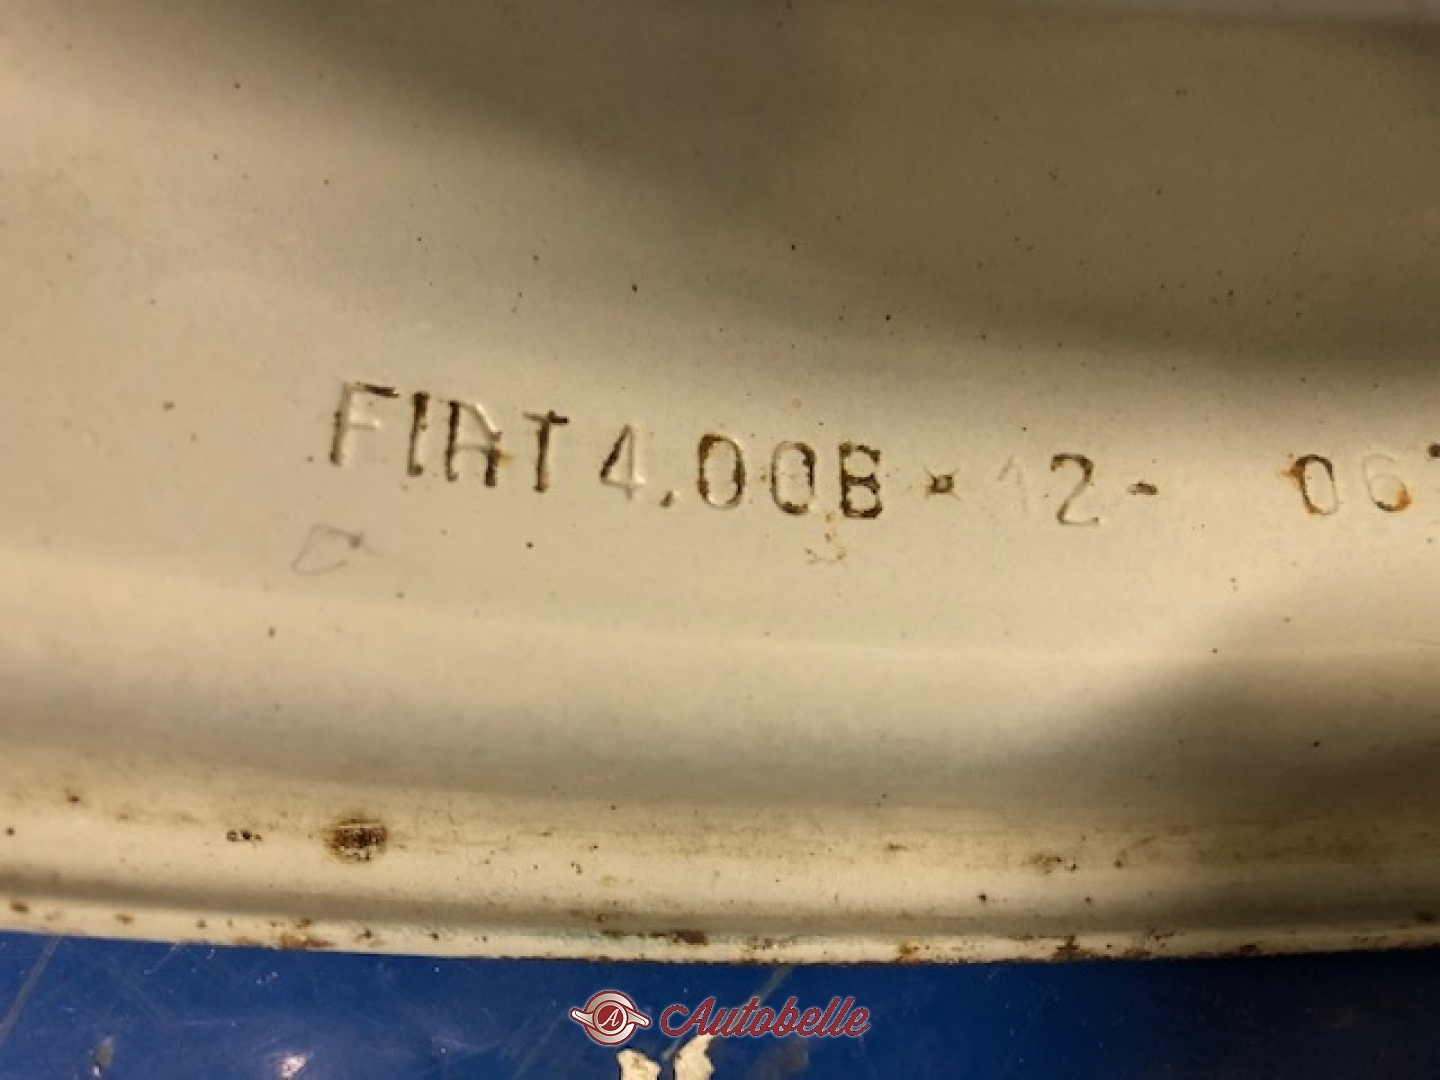 FIAT 4.00B × 12 - 06
A Autobelle